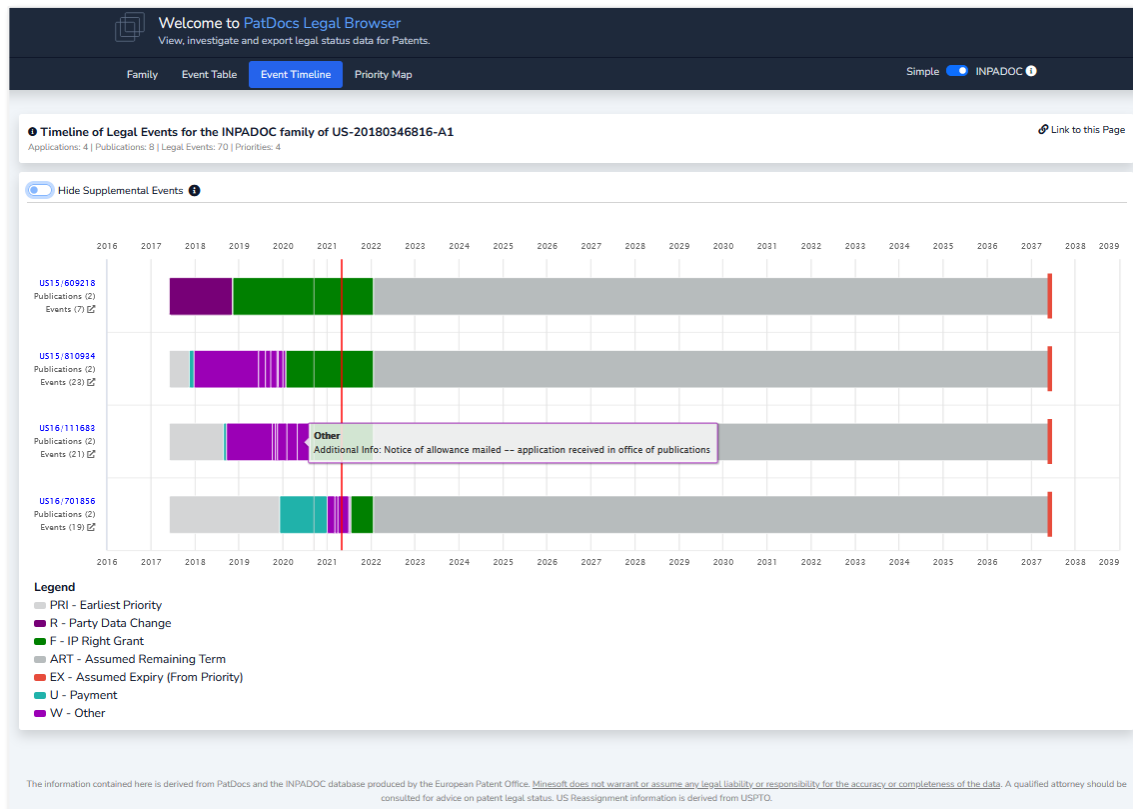 Welcome to PatDocs Legal Browser
View, investigate and export legal status data for Patents.
Family Event Table Event Timeline Priority Map Simple INPADOC
Timeline of Legal Events for the INPADOC family of US-20180346816-A1
Link to this Page
Applications: 4 | Publications: 8 | Legal Events: 70 | Priorities: 4
Hide Supplemental Events
2016 2017 2018 2019 2020 2021 2022 2023 2024 2025 2026 2027 2028 2029 2030 2031 2032 2033 2034 2035 2036 2037 2038 2039
US15/609218
Publications (2)
Events (7)
US15/810934
Publications (2)
Events (23)
US16/111683
Publications (2)
Events (21)
Other
Additional Info: Notice of allowance mailed -- application received in office of publications
US16/701856
Publications (2)
Events (19)
2016 2017 2018 2019 2020 2021 2022 2023 2024 2025 2026 2027 2028 2029 2030 2031 2032 2033 2034 2035 2036 2037 2038 2039
Legend
PRI - Earliest Priority
R - Party Data Change
F - IP Right Grant
ART - Assumed Remaining Term
EX - Assumed Expiry (From Priority)
U - Payment
W - Other
The information contained here is derived from PatDocs and the INPADOC database produced by the European Patent Office. Minesoft does not warrant or assume any legal liability or responsibility for the accuracy or completeness of the data. A qualified attorney should be
consulted for advice on patent legal status. US Reassignment information is derived from USPTO.